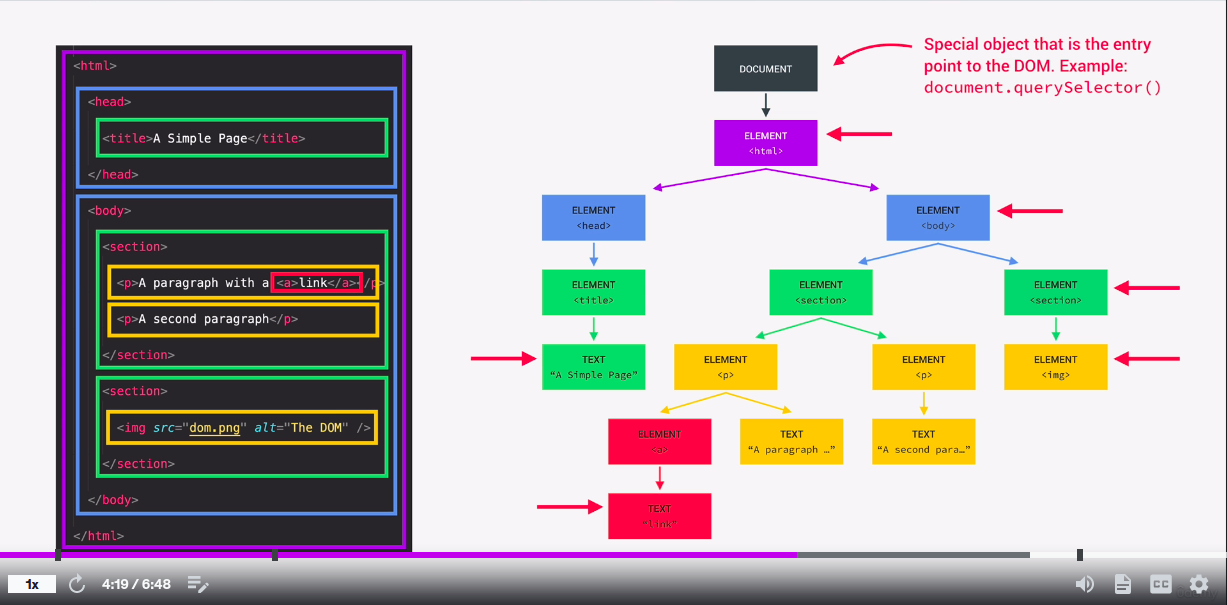 <html>
<head>
<title>A Simple Page</title>
</head>
<body>
<section>
<p>A paragraph with a <a>link</a></p>
<p>A second paragraph</p>
</section>
<section>
<img src="dom.png" alt="The DOM" />
</section>
</body>
</html>
DOCUMENT
Special object that is the entry
point to the DOM. Example:
document.querySelector()
ELEMENT
<html>
ELEMENT
<head>
ELEMENT
<body>
ELEMENT
<title>
ELEMENT
<section>
ELEMENT
<section>
TEXT
“A Simple Page”
ELEMENT
<p>
ELEMENT
<p>
ELEMENT
<img>
ELEMENT
<a>
TEXT
“A paragraph …”
TEXT
“A second para…”
TEXT
“link”
1x
4:19 / 6:48
CC